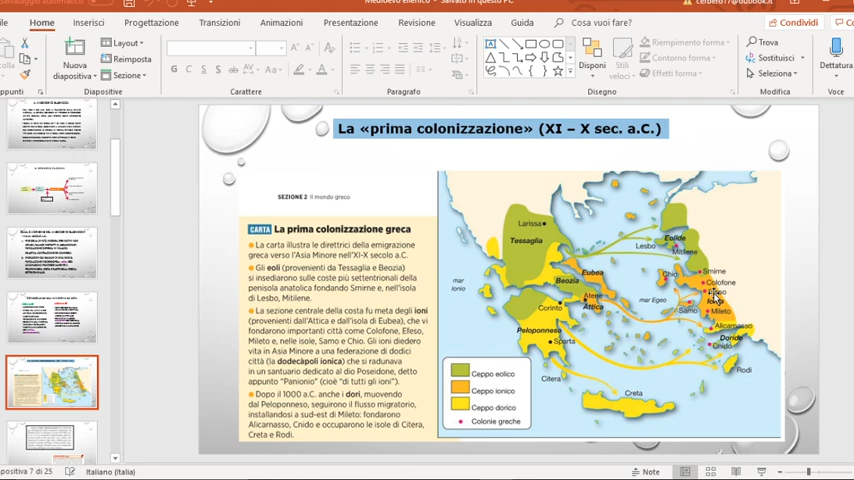 Medioevo ellenico - Salvato in questo PC
cerbero17@outlook.it
File
Home
Inserisci
Progettazione
Transizioni
Animazioni
Presentazione
Revisione
Visualizza
Guida
Cosa vuoi fare?
Condividi
Commenti
Nuova
diapositiva
Layout
Reimposta
Sezione
Diapositive
G C S
Carattere
Paragrafo
Disponi
Stili
veloci
Riempimento forma
Contorno forma
Effetti forma
Disegno
Trova
Sostituisci
Seleziona
Modifica
Dettatura
La «prima colonizzazione» (XI – X sec. a.C.)
SEZIONE 2 Il mondo greco
CARTA La prima colonizzazione greca
La carta illustra le direttrici della emigrazione
greca verso l'Asia Minore nell'XI-X secolo a.C.
Gli eoli (provenienti da Tessaglia e Beozia)
si insediarono sulle coste più settentrionali della
penisola anatolica fondando Smirne e, nell'isola
di Lesbo, Mitilene.
La sezione centrale della costa fu meta degli ioni
(provenienti dall'Attica e dall'isola di Eubea), che vi
fondarono importanti città come Colofone, Efeso,
Mileto e, nelle isole, Samo e Chio. Gli ioni diedero
vita in Asia Minore a una federazione di dodici
città (la dodecàpoli ionica) che si radunava
in un santuario dedicato al dio Poseidone, detto
appunto "Panionio" (cioè "di tutti gli ioni").
Dopo il 1000 a.C. anche i dori, muovendo
dal Peloponneso, seguirono il flusso migratorio,
installandosi a sud-est di Mileto: fondarono
Alicarnasso, Cnido e occuparono le isole di Citera,
Creta e Rodi.
Larissa
Tessaglia
Eolide
Lesbo
Mitilene
mar
Ionio
Eubea
Beozia
Chio
Smirne
Colofone
Ionia
Atene
Attica
mar Egeo
Corinto
Samo
Mileto
Peloponneso
Alicarnasso
Sparta
Doride
Cnido
Citera
Rodi
Creta
Ceppo eolico
Ceppo ionico
Ceppo dorico
Colonie greche
Diapositiva 7 di 25
Italiano (Italia)
Note